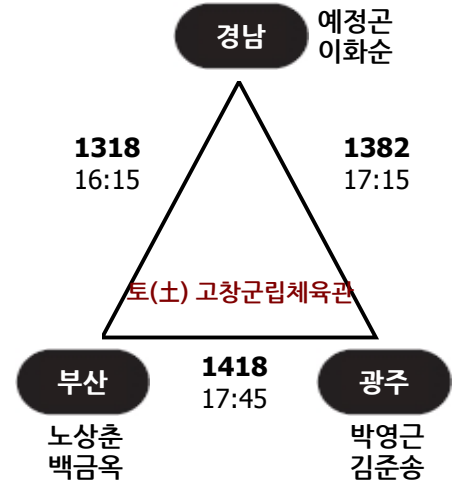 경남
예정곤
이화순
1318
16:15
1382
17:15
토(土) 고창군립체육관
부산
1418
17:45
광주
노상춘
백금옥
박영근
김준송